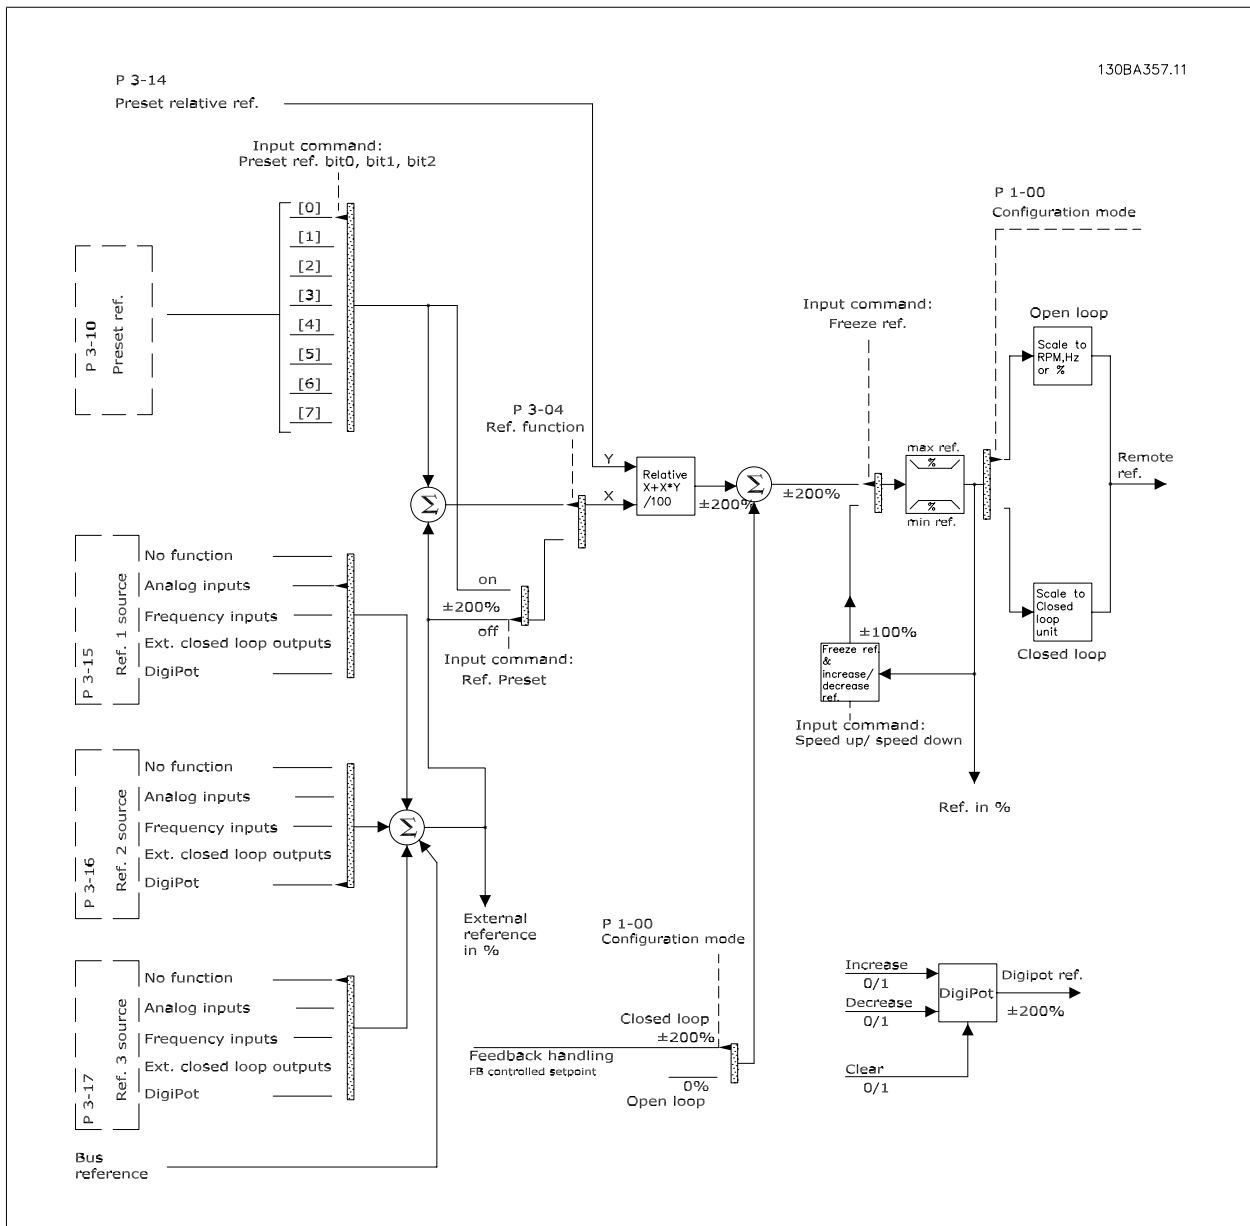 130BA357.11
P 3-14
Preset relative ref.
Input command:
Preset ref. bit0, bit1, bit2
P 3-10
Preset ref.
[0]
[1]
[2]
[3]
[4]
[5]
[6]
[7]
P 1-00
Configuration mode
Input command:
Freeze ref.
Open loop
Scale to
RPM,Hz
or %
P 3-04
Ref. function
Y
X
Relative
X+X*Y
/100
±200%
Σ
±200%
max ref.
%
%
min ref.
Remote
ref.
Σ
on
±200%
off
Input command:
Ref. Preset
±100%
Freeze ref.
&
increase/
decrease
ref.
Input command:
Speed up/ speed down
Scale to
Closed
loop
unit
Closed loop
Ref. in %
P 3-15
Ref. 1 source
No function
Analog inputs
Frequency inputs
Ext. closed loop outputs
DigiPot
P 3-16
Ref. 2 source
No function
Analog inputs
Frequency inputs
Ext. closed loop outputs
DigiPot
Σ
External
reference
in %
P 3-17
Ref. 3 source
No function
Analog inputs
Frequency inputs
Ext. closed loop outputs
DigiPot
Bus
reference
P 1-00
Configuration mode
Closed loop
±200%
Feedback handling
FB controlled setpoint
0%
Open loop
Increase
0/1
Decrease
0/1
Clear
0/1
DigiPot
Digipot ref.
±200%